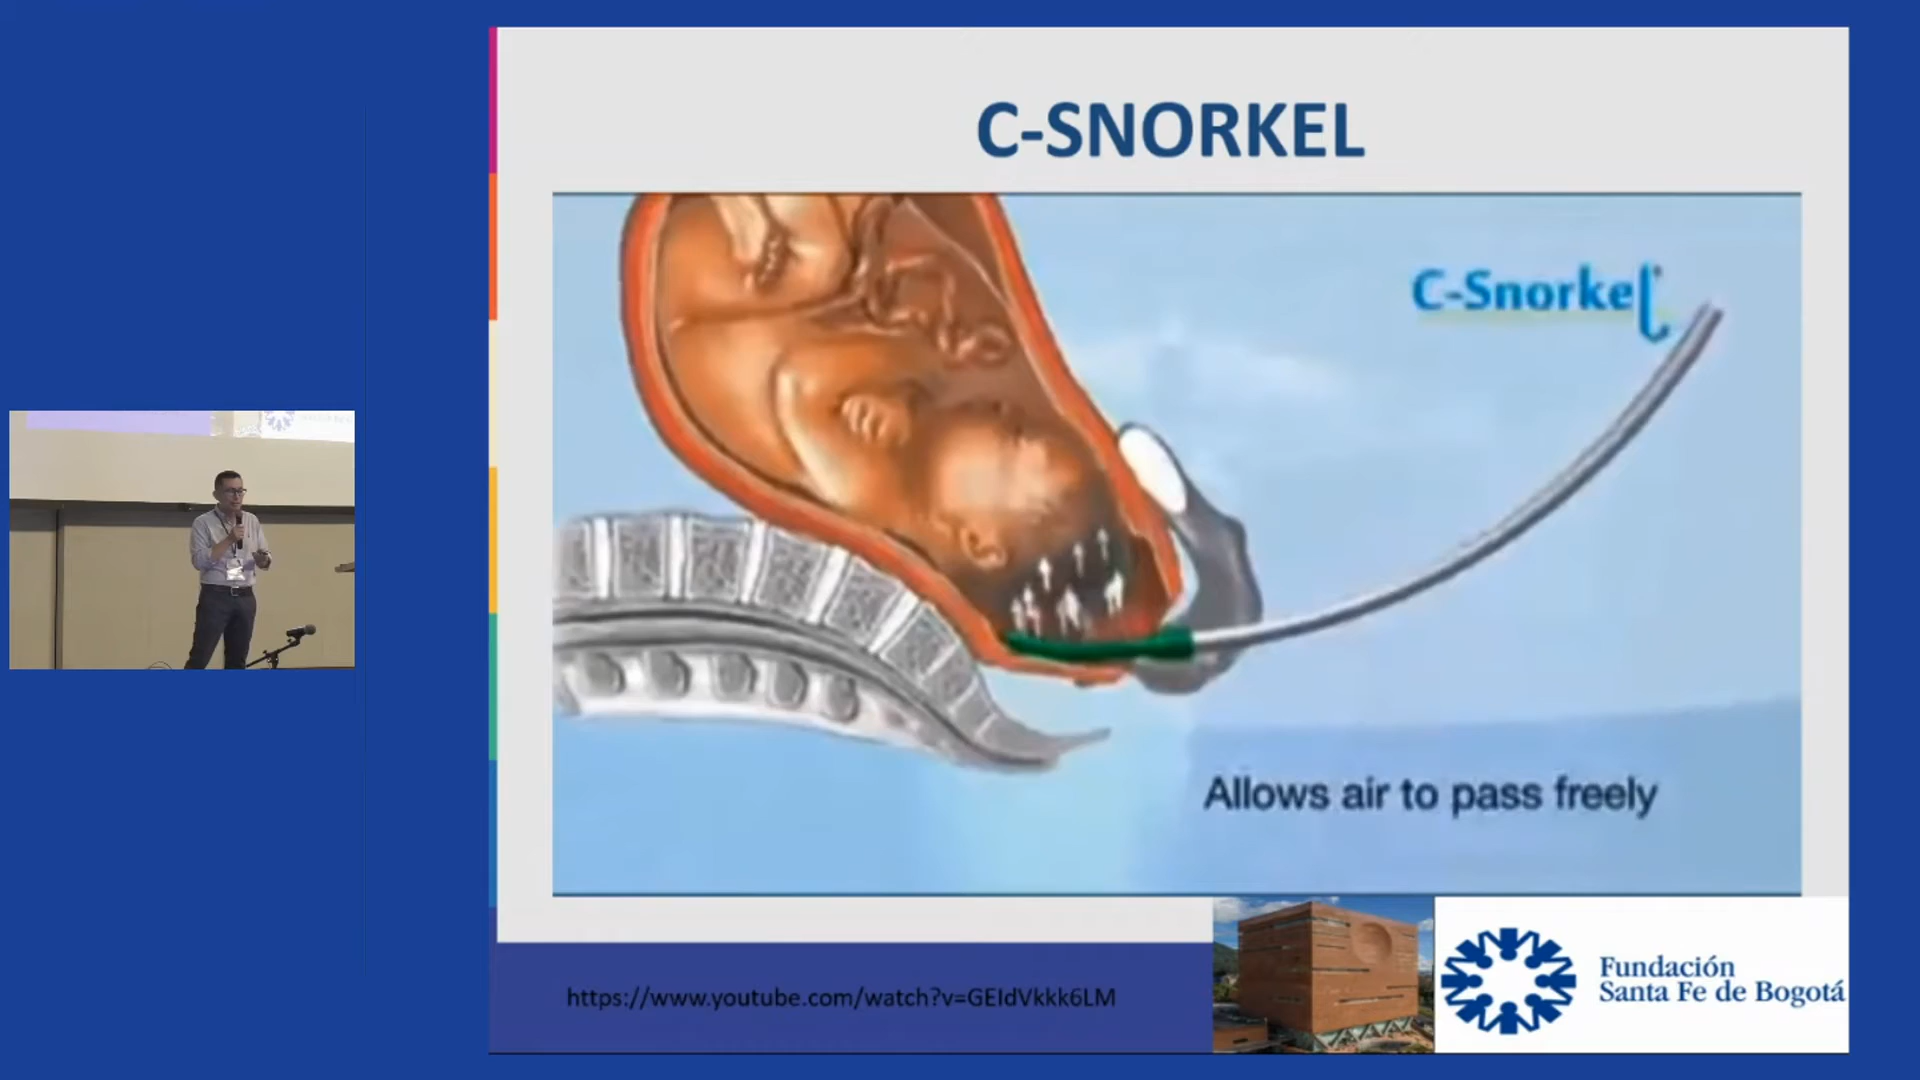 C-SNORKEL
C-Snorkel
Allows air to pass freely
https://www.youtube.com/watch?v=GEIdVkkk6LM
Fundación
Santa Fe de Bogotá